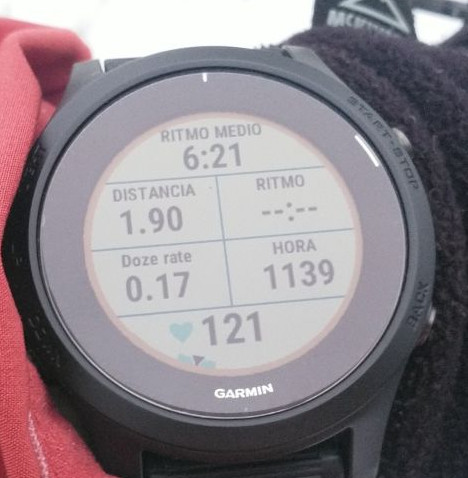 RITMO MEDIO
6:21
DISTANCIA
1.90
RITMO
--:--
Doze rate
0.17
HORA
1139
121
GARMIN
START-STOP
BACK